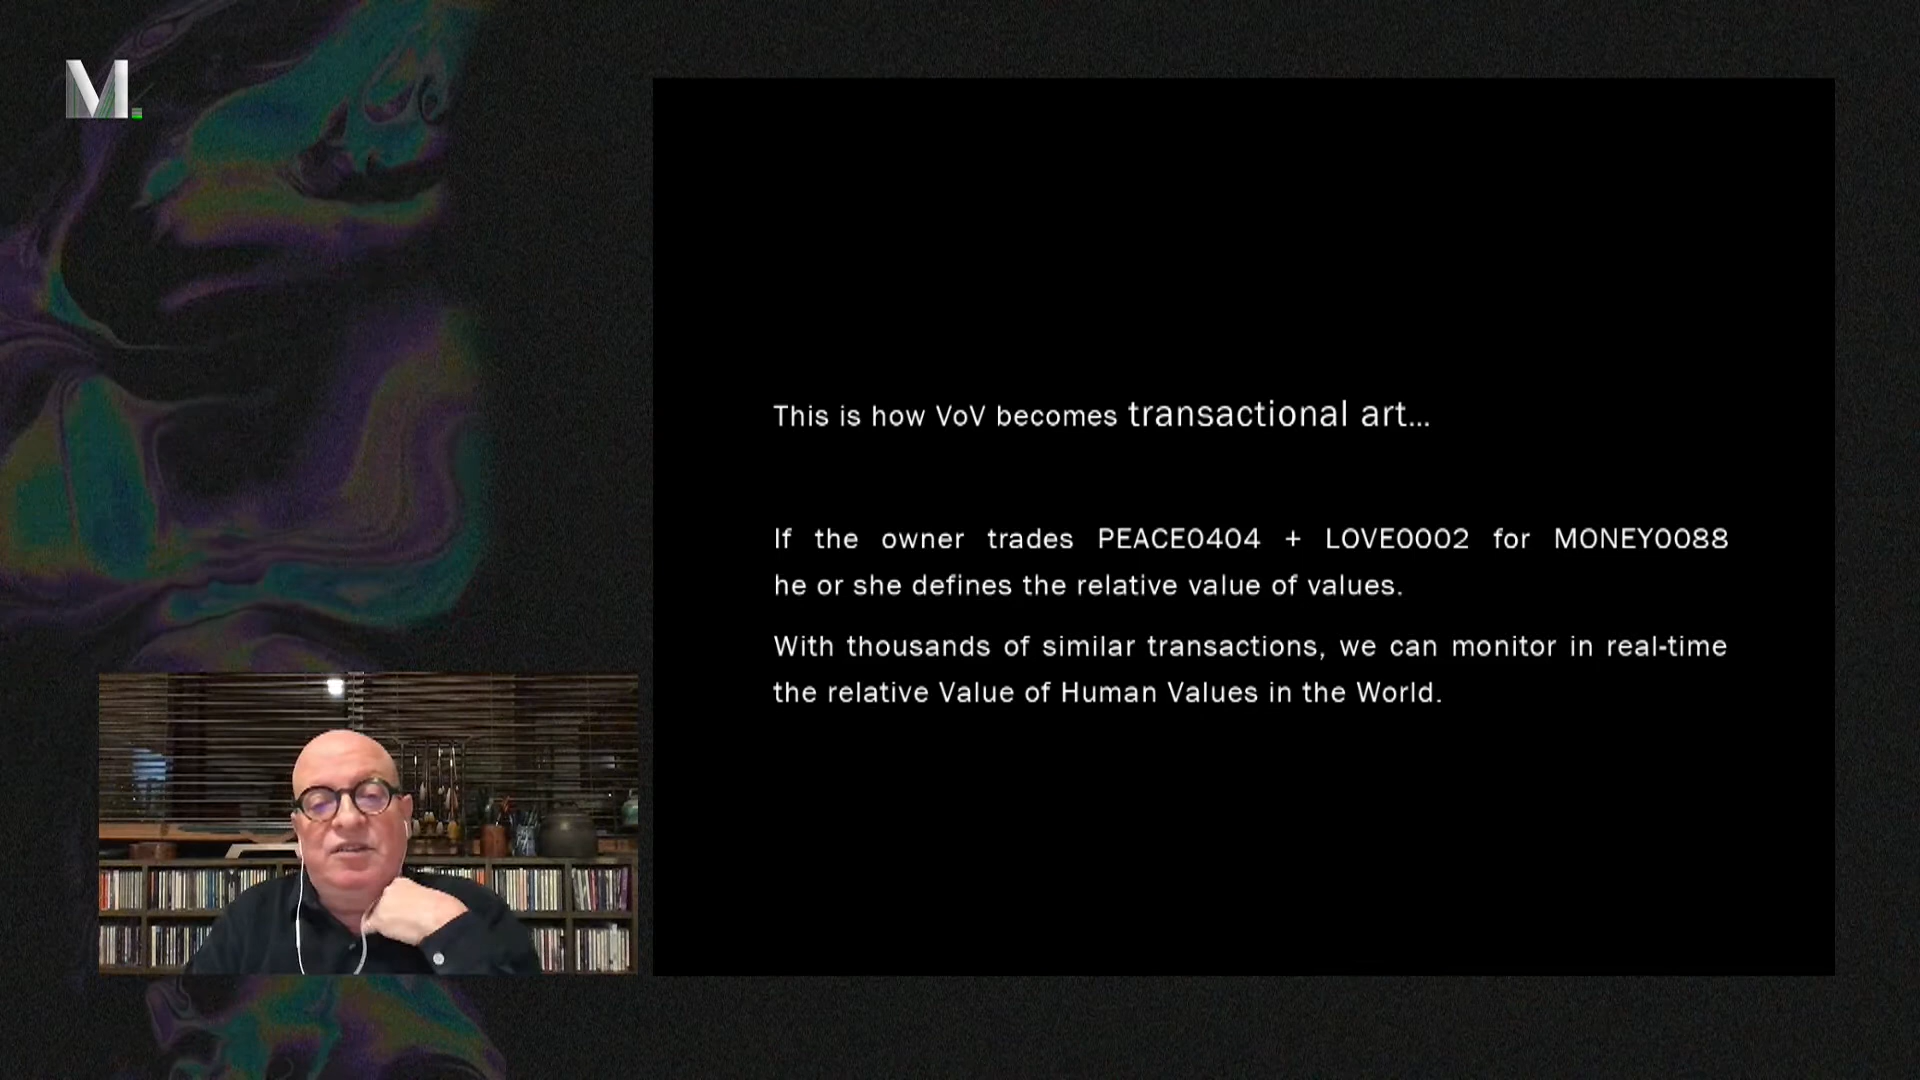 M.
This is how VoV becomes transactional art...
If the owner trades PEACE0404 + LOVE0002 for MONEY0088
he or she defines the relative value of values.
With thousands of similar transactions, we can monitor in real-time
the relative Value of Human Values in the World.